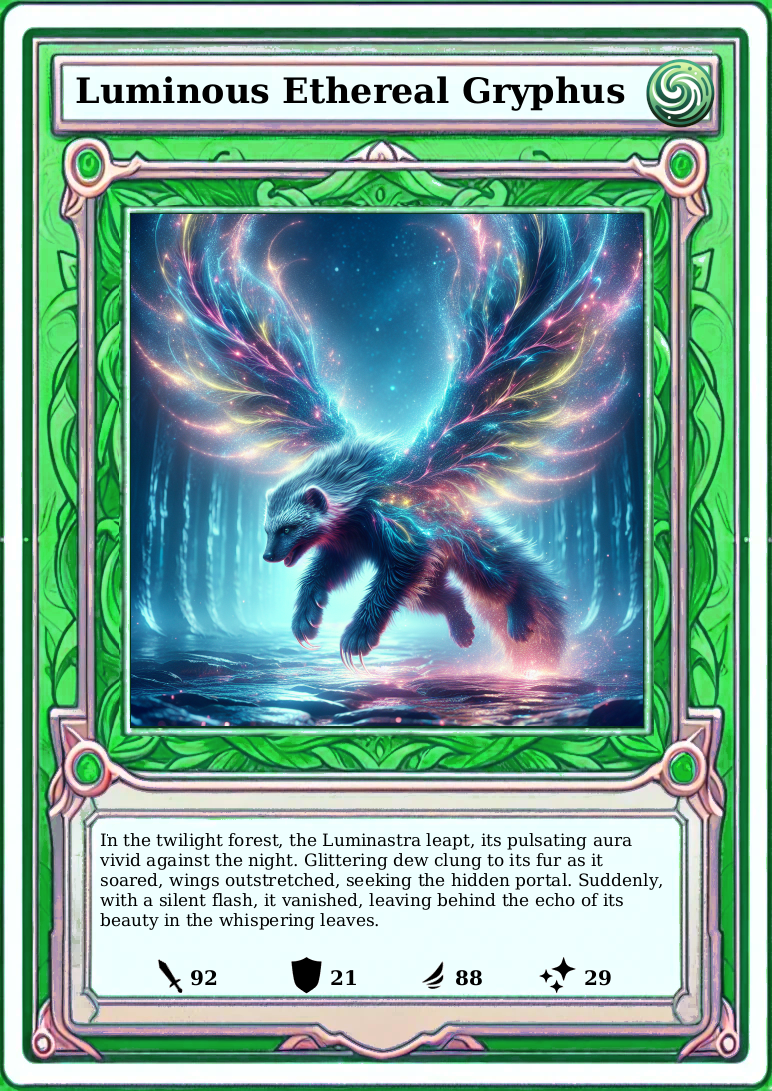 Luminous Ethereal Gryphus
In the twilight forest, the Luminastra leapt, its pulsating aura
vivid against the night. Glittering dew clung to its fur as it
soared, wings outstretched, seeking the hidden portal. Suddenly,
with a silent flash, it vanished, leaving behind the echo of its
beauty in the whispering leaves.
92 21 88 29